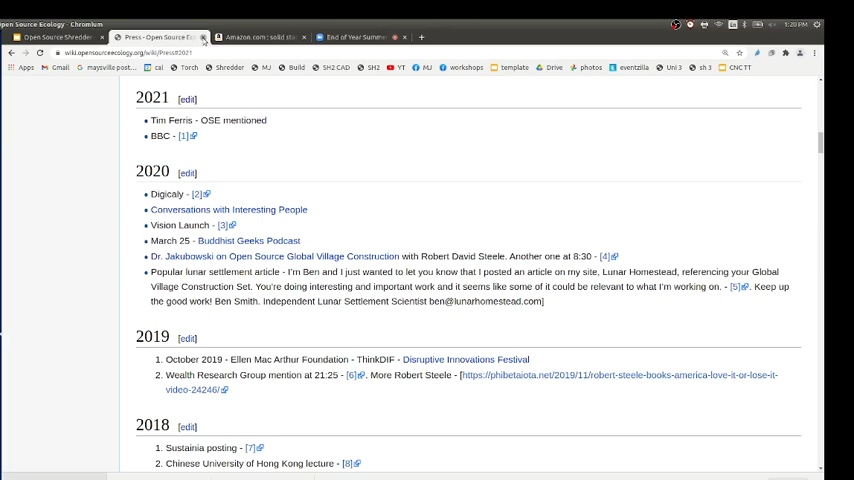 Open Source Ecology - Chromium
1:20 PM
Open Source Shredder
Press - Open Source Eco
Amazon.com : solid sta
End of Year Summ
wiki.opensourceecology.org/wiki/Press#2021
Apps Gmail maysville post... cal Torch Shredder MJ Build SH2 CAD SH2 YT MJ workshops template Drive photos eventzilla Uni 3 sh 3 CNC TT
2021 [edit]
Tim Ferris - OSE mentioned
BBC - [1]
2020 [edit]
Digicaly - [2]
Conversations with Interesting People
Vision Launch - [3]
March 25 - Buddhist Geeks Podcast
Dr. Jakubowski on Open Source Global Village Construction with Robert David Steele. Another one at 8:30 - [4]
Popular lunar settlement article - I'm Ben and I just wanted to let you know that I posted an article on my site, Lunar Homestead, referencing your Global
Village Construction Set. You're doing interesting and important work and it seems like some of it could be relevant to what I'm working on. - [5]. Keep up
the good work! Ben Smith. Independent Lunar Settlement Scientist ben@lunarhomestead.com]
2019 [edit]
1. October 2019 - Ellen Mac Arthur Foundation - ThinkDIF - Disruptive Innovations Festival
2. Wealth Research Group mention at 21:25 - [6]. More Robert Steele - [https://phibetaiota.net/2019/11/robert-steele-books-america-love-it-or-lose-it-
video-24246/
2018 [edit]
1. Sustainia posting - [7]
2. Chinese University of Hong Kong lecture - [8]